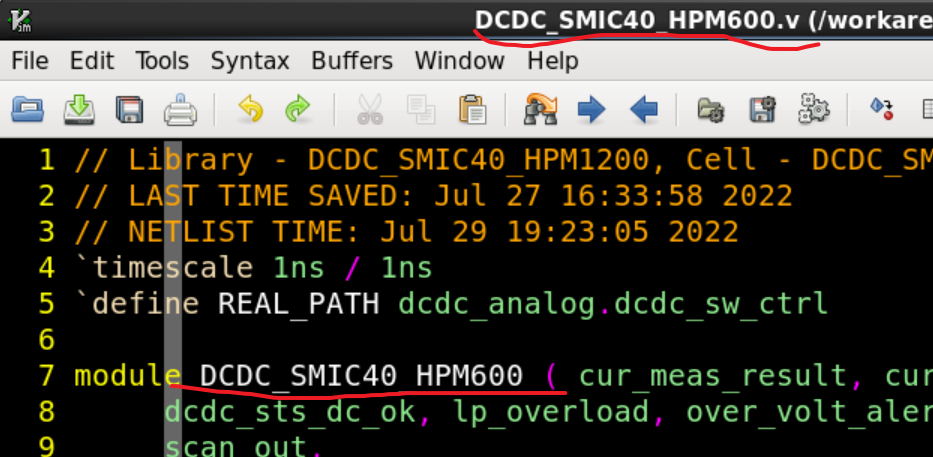 DCDC_SMIC40_HPM600.v (/workare
File Edit Tools Syntax Buffers Window Help
1 // Library - DCDC_SMIC40_HPM1200, Cell - DCDC_SM
2 // LAST TIME SAVED: Jul 27 16:33:58 2022
3 // NETLIST TIME: Jul 29 19:23:05 2022
4 `timescale 1ns / 1ns
5 `define REAL_PATH dcdc_analog.dcdc_sw_ctrl
6
7 module DCDC_SMIC40_HPM600 ( cur_meas_result, cur
8 dcdc_sts_dc_ok, lp_overload, over_volt_aler
9 scan_out,